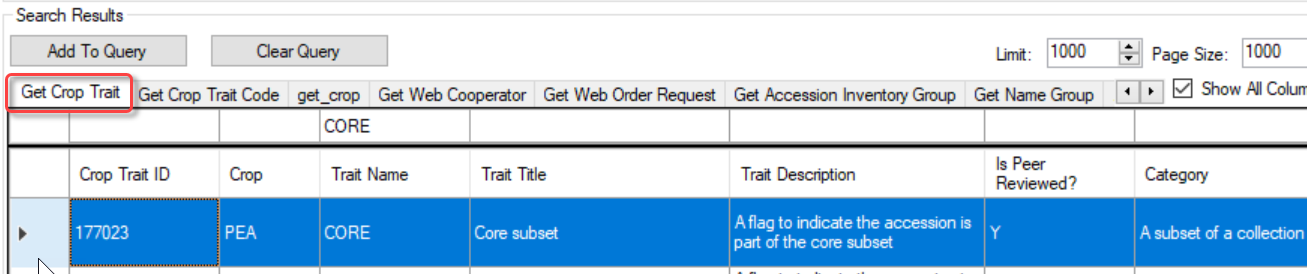 Search Results
Add To Query Clear Query Limit: 1000 Page Size: 1000
Get Crop Trait Get Crop Trait Code get_crop Get Web Cooperator Get Web Order Request Get Accession Inventory Group Get Name Group Show All Colum
CORE
Crop Trait ID Crop Trait Name Trait Title Trait Description Is Peer Reviewed? Category
177023 PEA CORE Core subset A flag to indicate the accession is part of the core subset Y A subset of a collection